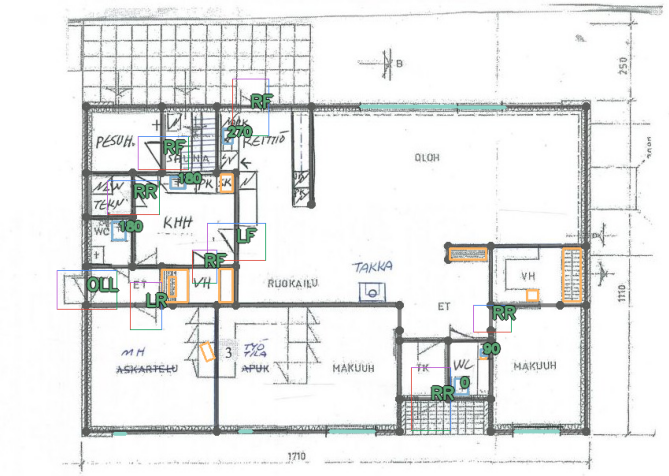 B
250
RF
PESUH.
RF
SAUNA
270
KEITTIÖ
OLOH
180
PK
RR
TEKN
KHH
WC
180
LF
RF
OLL
ET
LR
VH
RUOKAILU
TAKKA
ET
VH
RR
1110
MH
ASKARTELU
3
TYÖ
TILA
APUK
MAKUUH
TK
WC
90
0
RR
MAKUUH
1710